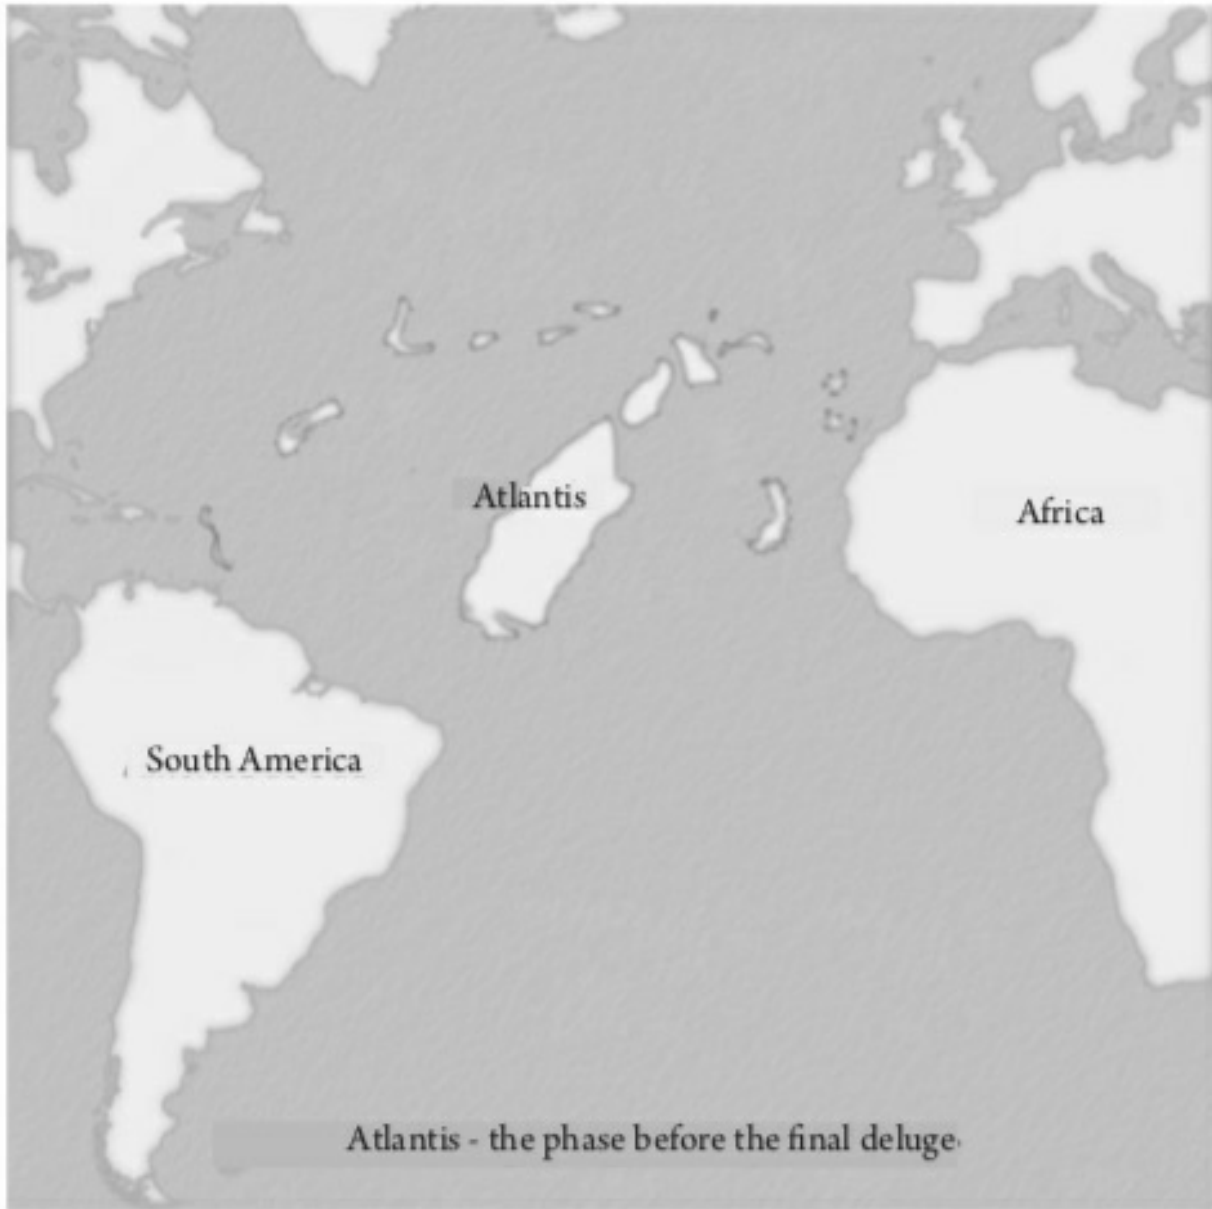 Atlantis
Africa
South America
Atlantis - the phase before the final deluge